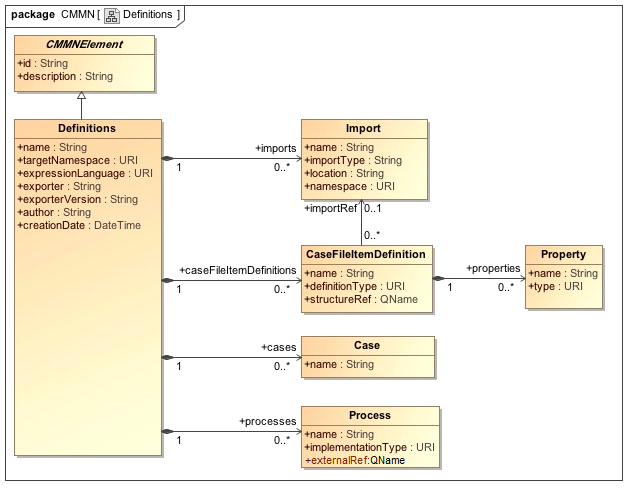 package CMMN [ Definitions ]
CMMNElement
+id : String
+description : String
Definitions
+name : String
+targetNamespace : URI
+expressionLanguage : URI
+exporter : String
+exporterVersion : String
+author : String
+creationDate : DateTime
+imports
1
0..*
Import
+name : String
+importType : String
+location : String
+namespace : URI
+importRef
0..1
0..*
+caseFileItemDefinitions
1
0..*
CaseFileItemDefinition
+name : String
+definitionType : URI
+structureRef : QName
+properties
1
0..*
Property
+name : String
+type : URI
+cases
1
0..*
Case
+name : String
+processes
1
0..*
Process
+name : String
+implementationType : URI
+externalRef:QName